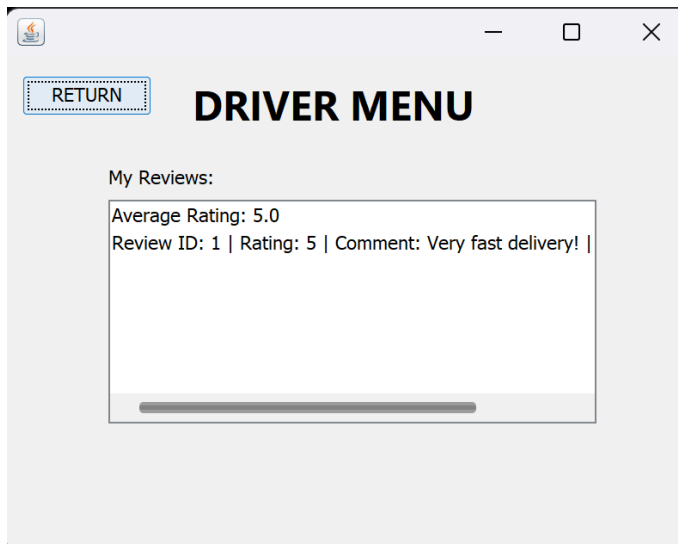 RETURN
DRIVER MENU
My Reviews:
Average Rating: 5.0
Review ID: 1 | Rating: 5 | Comment: Very fast delivery! |